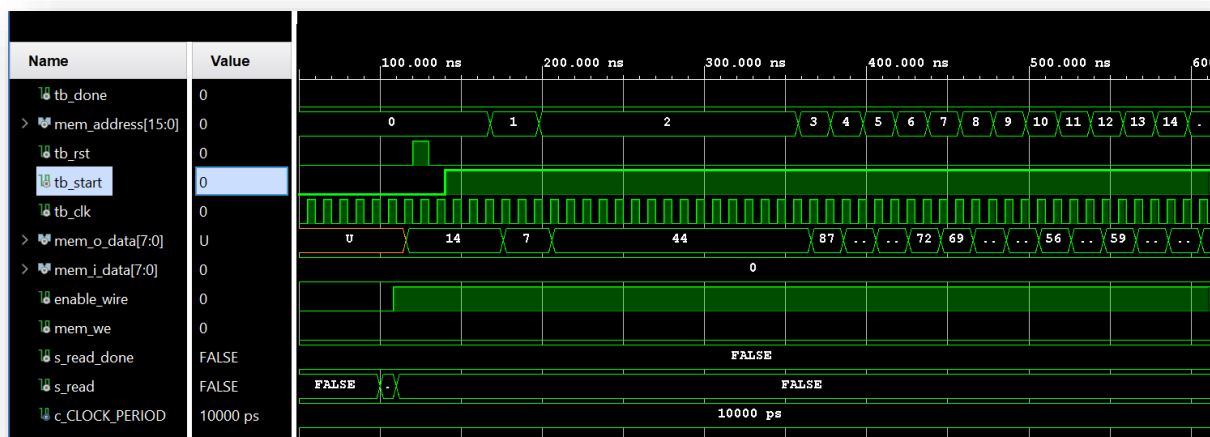 Name Value
100.000 ns 200.000 ns 300.000 ns 400.000 ns 500.000 ns 60
tb_done 0
mem_address[15:0] 0 0 1 2 3 4 5 6 7 8 9 10 11 12 13 14 .
tb_rst 0
tb_start 0
tb_clk 0
mem_o_data[7:0] U U 14 7 44 87 .. .. 72 69 .. .. 56 .. 59 .. ..
mem_i_data[7:0] 0 0
enable_wire 0
mem_we 0
s_read_done FALSE FALSE
s_read FALSE FALSE . FALSE
c_CLOCK_PERIOD 10000 ps 10000 ps